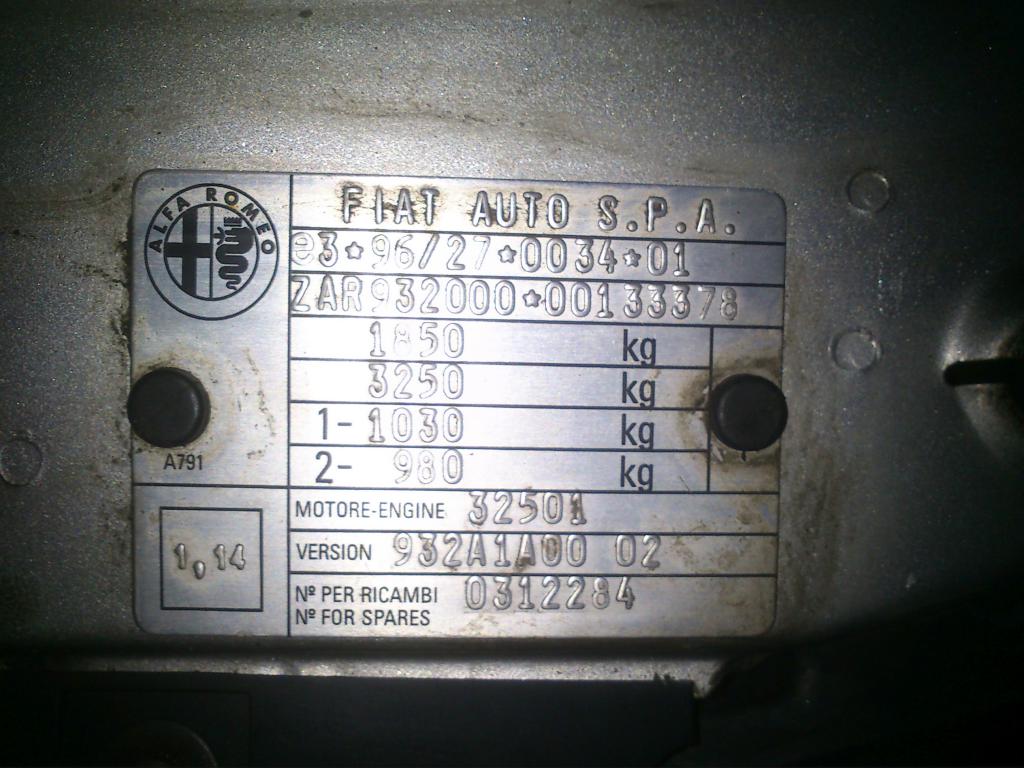 ALFA ROMEO
FIAT AUTO S.P.A.
e3*96/27*0034*01
ZAR932000*00133378
1850 kg
3250 kg
1- 1030 kg
2- 980 kg
A791
MOTORE-ENGINE 32501
1,14
VERSION 932A1A00 02
Nº PER RICAMBI
Nº FOR SPARES 0312284